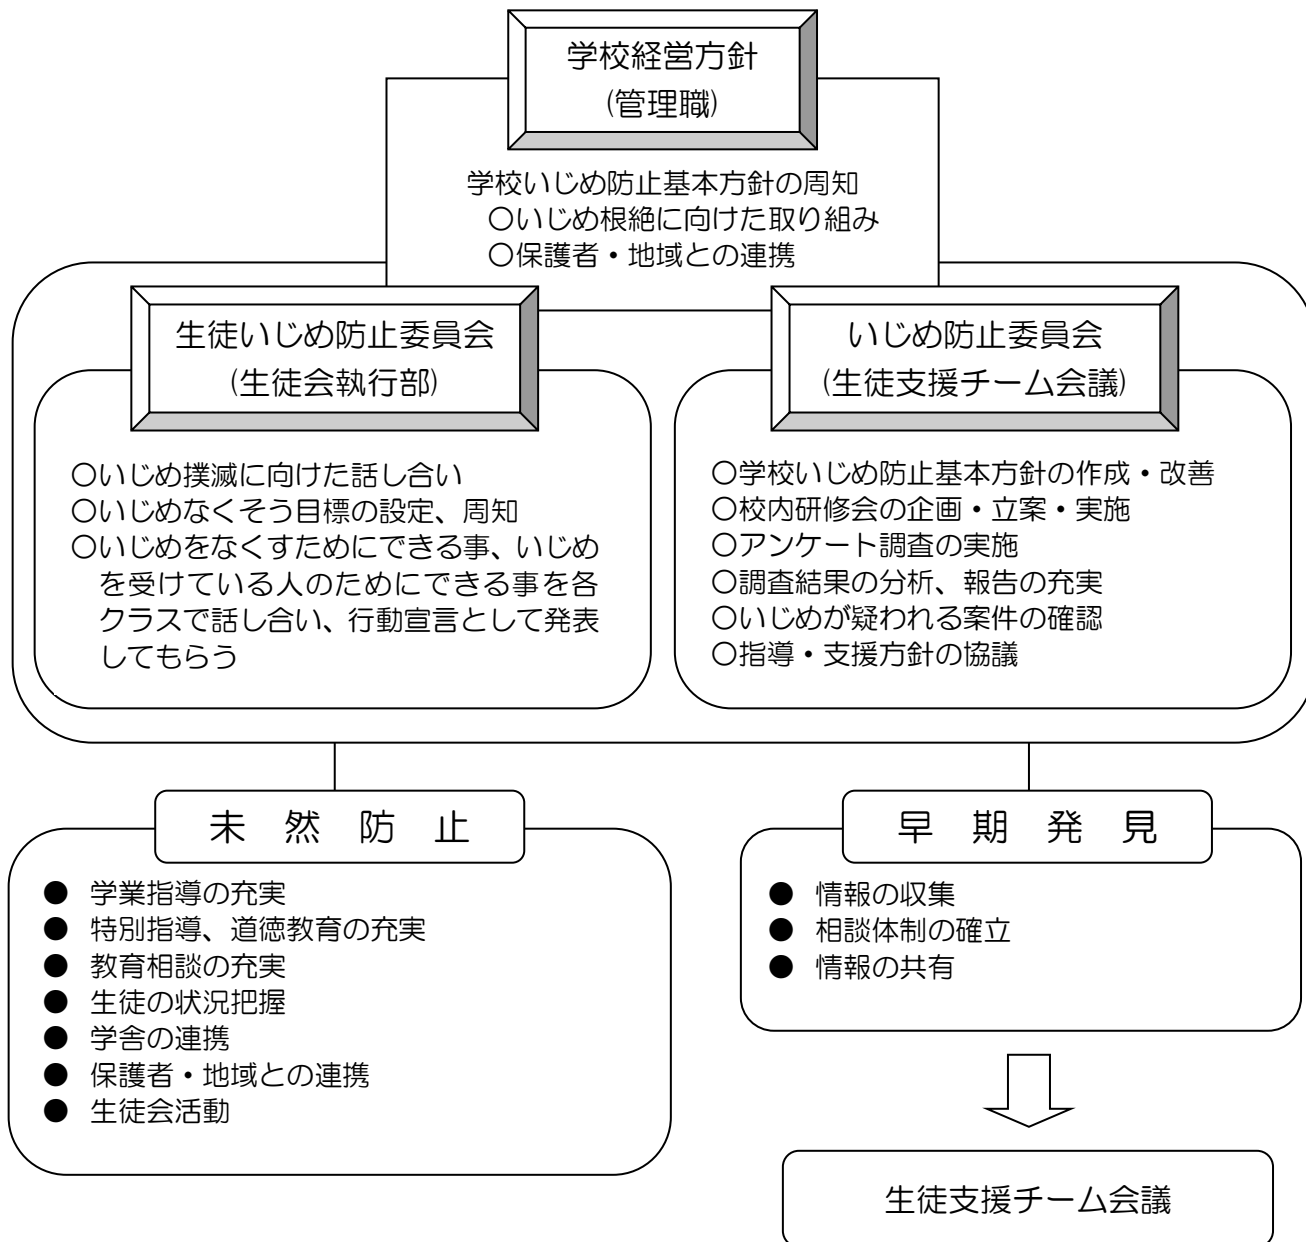 学校経営方針
(管理職)
学校いじめ防止基本方針の周知
○いじめ根絶に向けた取り組み
○保護者・地域との連携
生徒いじめ防止委員会
(生徒会執行部)
○いじめ撲滅に向けた話し合い
○いじめなくそう目標の設定、周知
○いじめをなくすためにできる事、いじめ
を受けている人のためにできる事を各
クラスで話し合い、行動宣言として発表
してもらう
いじめ防止委員会
(生徒支援チーム会議)
○学校いじめ防止基本方針の作成・改善
○校内研修会の企画・立案・実施
○アンケート調査の実施
○調査結果の分析、報告の充実
○いじめが疑われる案件の確認
○指導・支援方針の協議
未 然 防 止
● 学業指導の充実
● 特別指導、道徳教育の充実
● 教育相談の充実
● 生徒の状況把握
● 学舎の連携
● 保護者・地域との連携
● 生徒会活動
早 期 発 見
● 情報の収集
● 相談体制の確立
● 情報の共有
生徒支援チーム会議